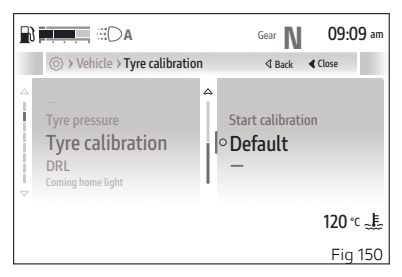 A Gear N 09:09 am
> Vehicle > Tyre calibration Back Close
Tyre pressure
Tyre calibration
DRL
Coming home light
Start calibration
Default
120 °C
Fig 150